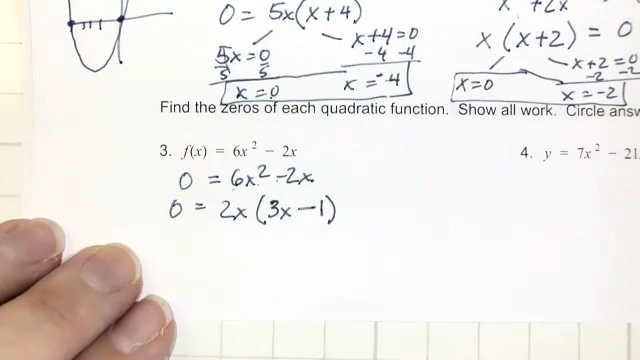 0 = 5x(x+4)
x+4=0
-4 -4
5x=0
5 5
x=0
x=-4
x +2x
x(x+2) = 0
x+2=0
-2 -2
x=0
x=-2
Find the zeros of each quadratic function. Show all work. Circle
3. f(x) = 6x² − 2x
0 = 6x² -2x
0 = 2x(3x-1)
4. y = 7x² − 21